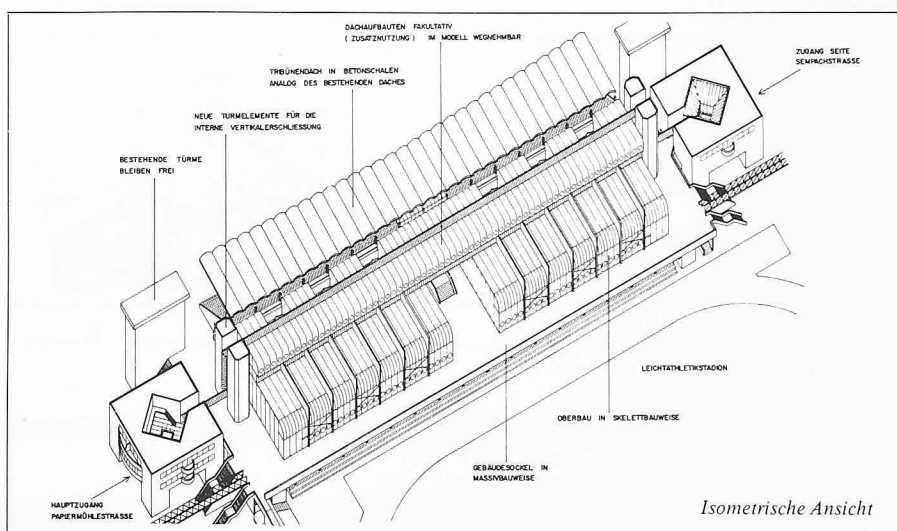 DACHAUFBAUTEN FAKULTATIV
( ZUSATZNUTZUNG ) IM MODELL WEGNEHMBAR
ZUGANG SEITE
SEMPACHSTRASSE
TRIBÜNENDACH IN BETONSCHALEN
ANALOG DES BESTEHENDEN DACHES
NEUE TURMELEMENTE FÜR DIE
INTERNE VERTIKALERSCHLIESSUNG
BESTEHENDE TÜRME
BLEIBEN FREI
LEICHTATHLETIKSTADION
OBERBAU IN SKELETTBAUWEISE
GEBÄUDESOCKEL IN
MASSIVBAUWEISE
HAUPTZUGANG
PAPIERMÜHLESTRASSE
Isometrische Ansicht